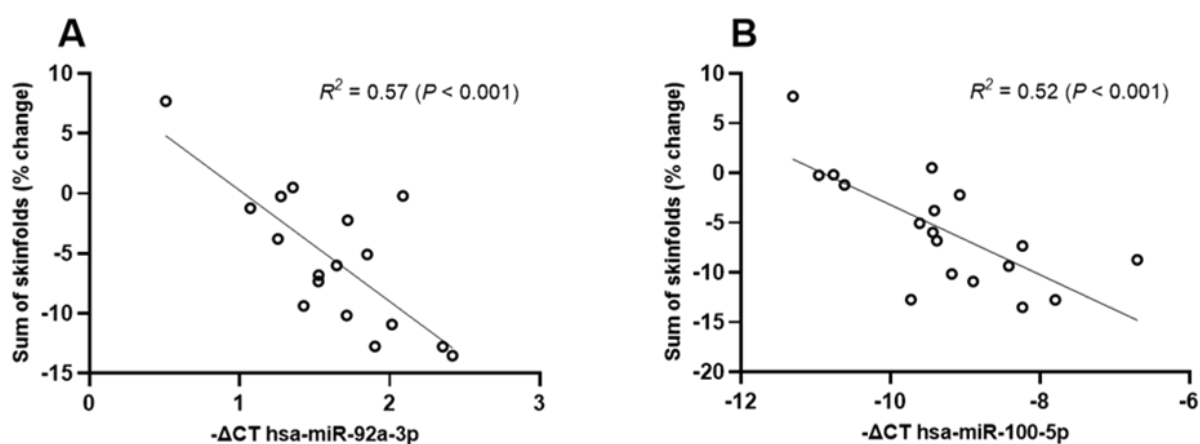 A
Sum of skinfolds (% change)
10
5
0
-5
-10
-15
R² = 0.57 (P < 0.001)
0 1 2 3
-ΔCT hsa-miR-92a-3p
B
Sum of skinfolds (% change)
10
5
0
-5
-10
-15
-20
R² = 0.52 (P < 0.001)
-12 -10 -8 -6
-ΔCT hsa-miR-100-5p